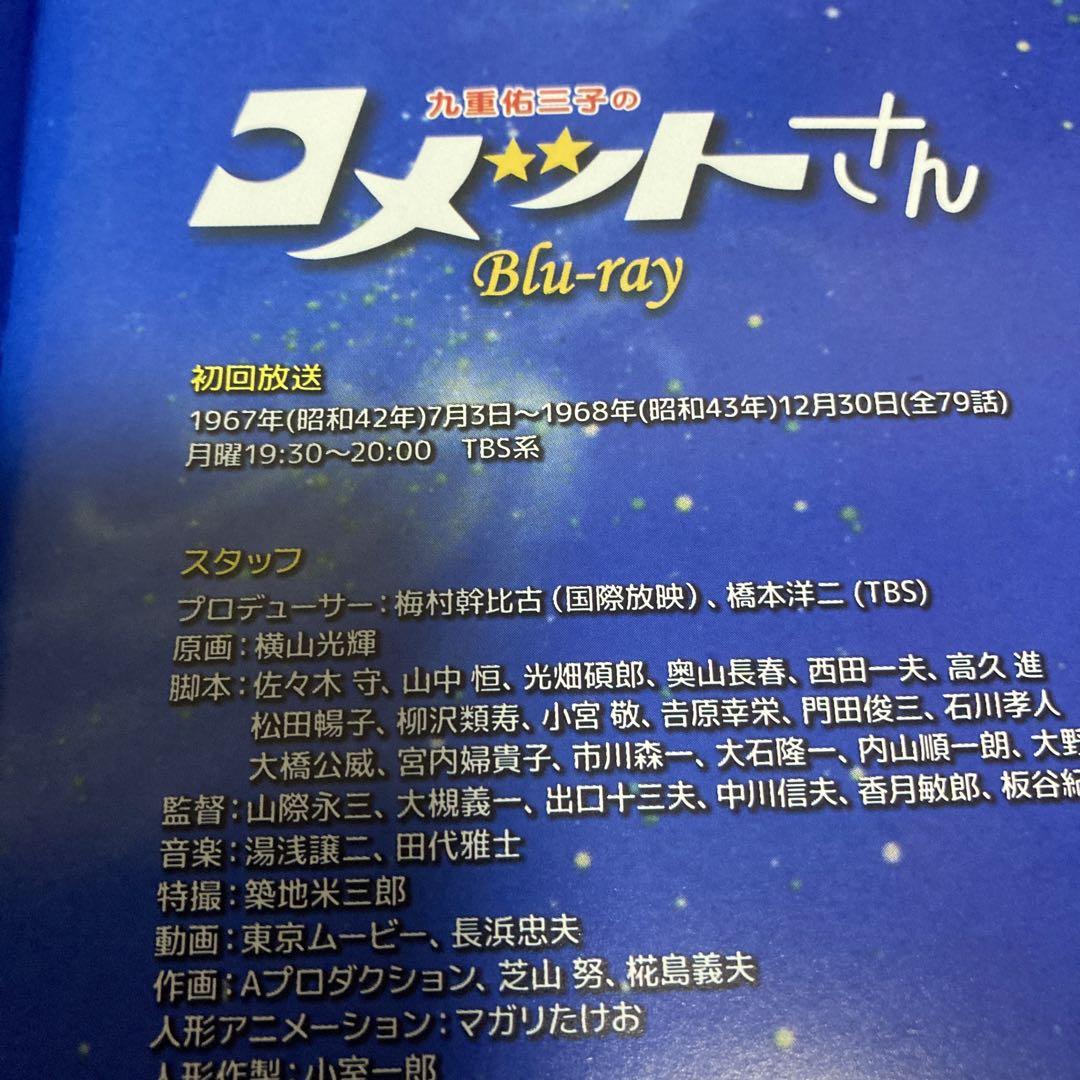 九重佑三子の
コメットさん
Blu-ray
初回放送
1967年(昭和42年)7月3日～1968年(昭和43年)12月30日(全79話)
月曜19:30～20:00　TBS系
スタッフ
プロデューサー：梅村幹比古（国際放映）、橋本洋二 (TBS)
原画：横山光輝
脚本：佐々木 守、山中 恒、光畑碩郎、奥山長春、西田一夫、高久 進
松田暢子、柳沢類寿、小宮 敬、吉原幸栄、門田俊三、石川孝人
大橋公威、宮内婦貴子、市川森一、大石隆一、内山順一朗、大野
監督：山際永三、大槻義一、出口十三夫、中川信夫、香月敏郎、板谷紀
音楽：湯浅譲二、田代雅士
特撮：築地米三郎
動画：東京ムービー、長浜忠夫
作画：Aプロダクション、芝山 努、椛島義夫
人形アニメーション：マガリたけお
人形作製：小室一郎